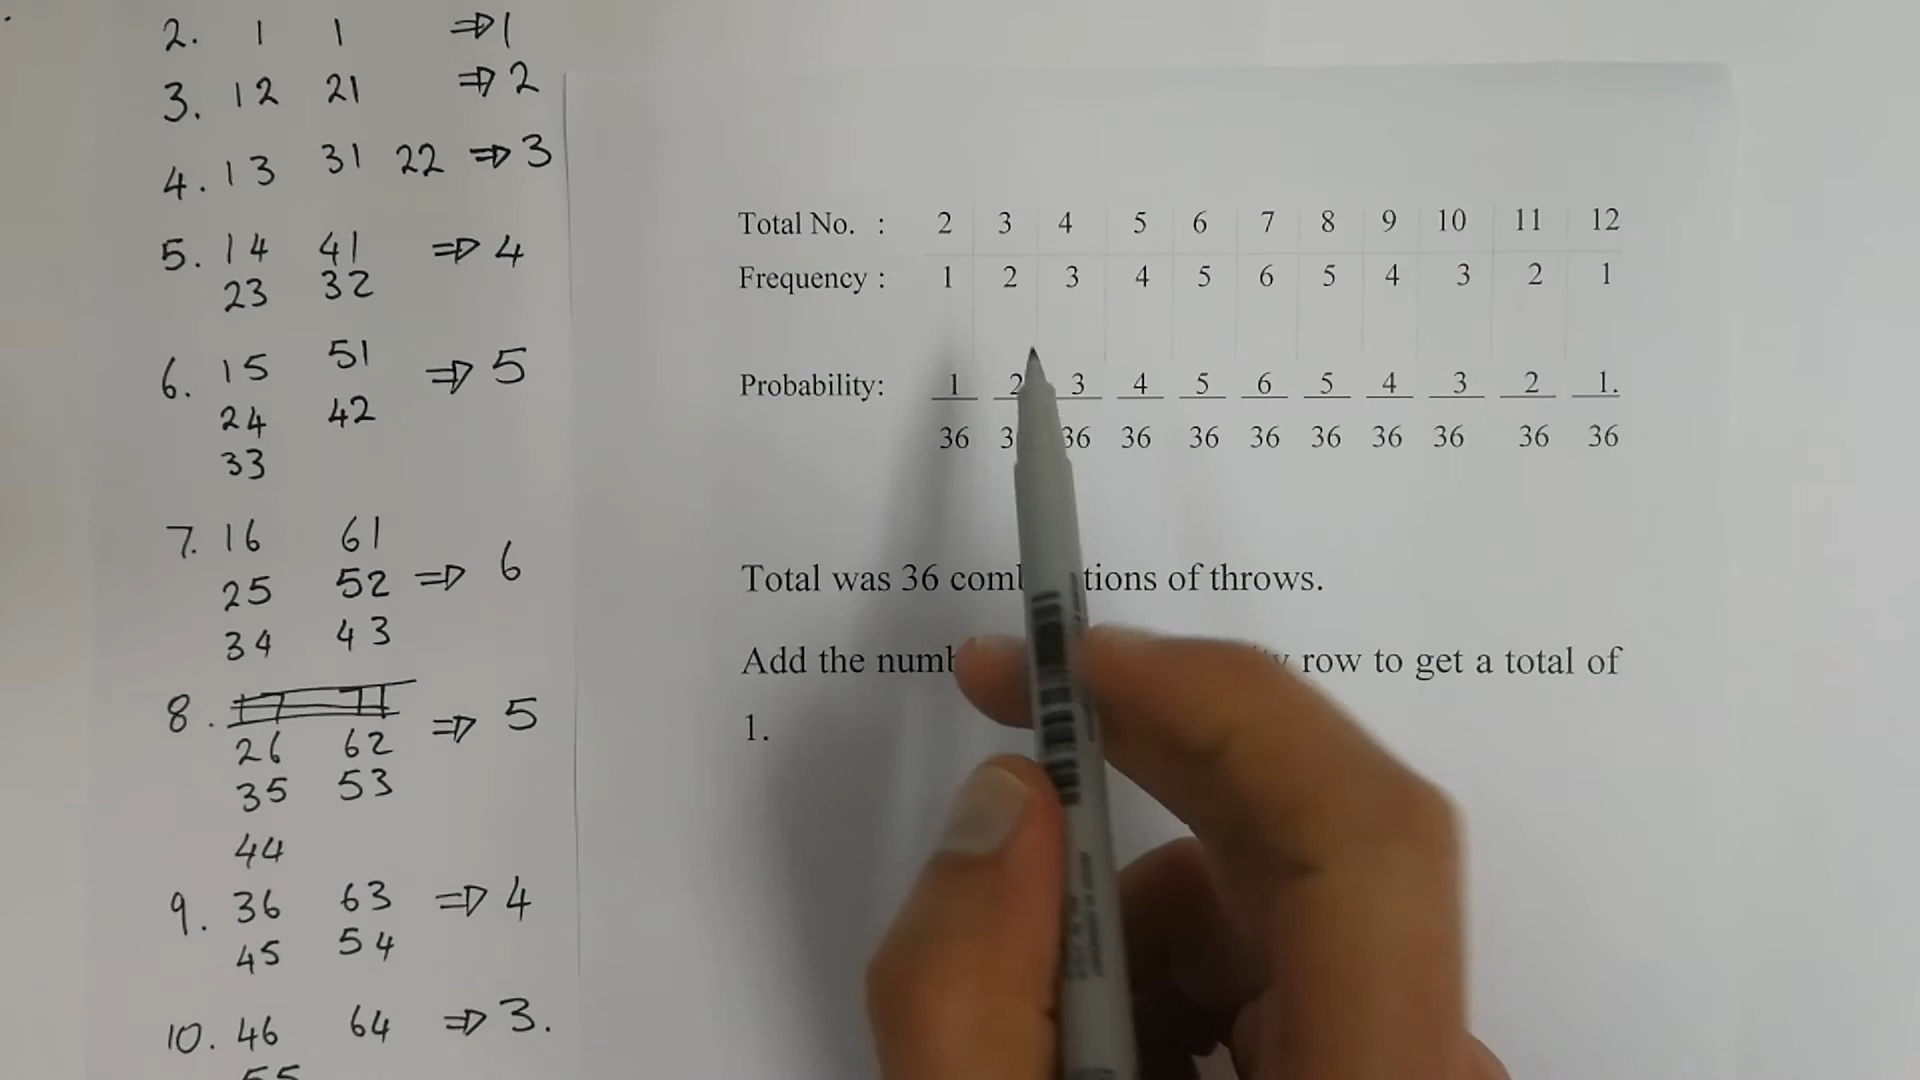 2. 1 1 ⇒ 1
3. 12 21 ⇒ 2
4. 13 31 22 ⇒ 3
5. 14 41 ⇒ 4
23 32
6. 15 51 ⇒ 5
24 42
33
7. 16 61
25 52 ⇒ 6
34 43
8. ⇒ 5
26 62
35 53
44
9. 36 63 ⇒ 4
45 54
10. 46 64 ⇒ 3.
55
Total No. : 2 3 4 5 6 7 8 9 10 11 12
Frequency : 1 2 3 4 5 6 5 4 3 2 1
Probability: 1 2 3 4 5 6 5 4 3 2 1.
36 3 36 36 36 36 36 36 36 36 36
Total was 36 tions of throws.
Add the row to get a total of
1.